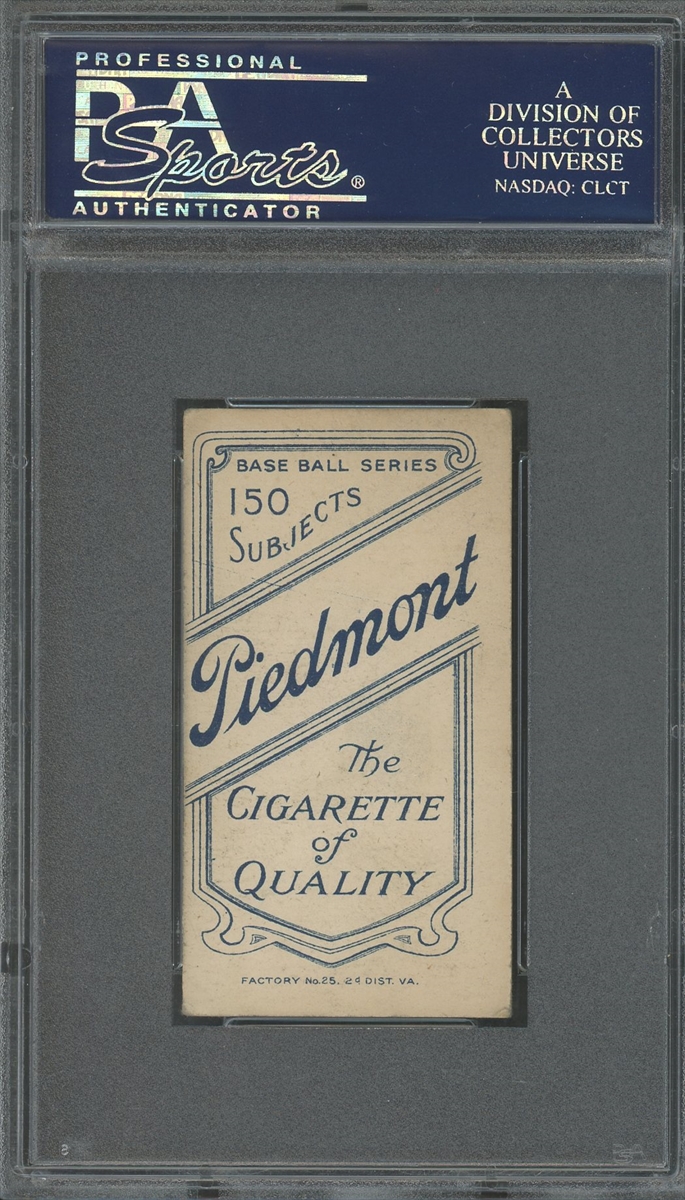 PROFESSIONAL
PSA
Sports®
AUTHENTICATOR
A
DIVISION OF
COLLECTORS
UNIVERSE
NASDAQ: CLCT
BASE BALL SERIES
150
SUBJECTS
Piedmont
The
CIGARETTE
of
QUALITY
FACTORY No. 25, 2d DIST. VA.